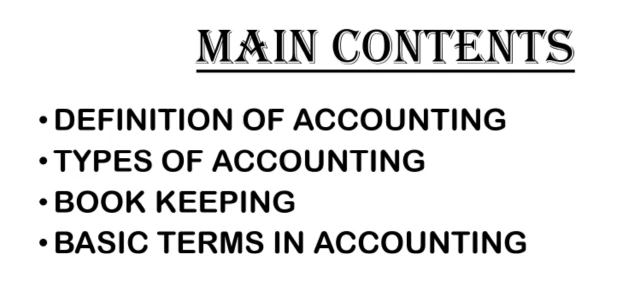 MAIN CONTENTS
• DEFINITION OF ACCOUNTING
• TYPES OF ACCOUNTING
• BOOK KEEPING
• BASIC TERMS IN ACCOUNTING